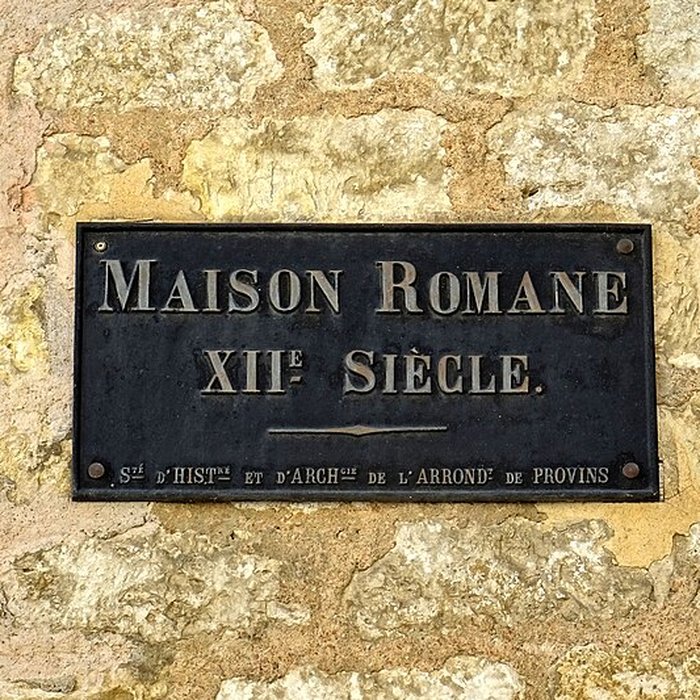 MAISON ROMANE
XIIE SIÈCLE.
STÉ D'HISTRE ET D'ARCHGIE DE L'ARRONDT DE PROVINS